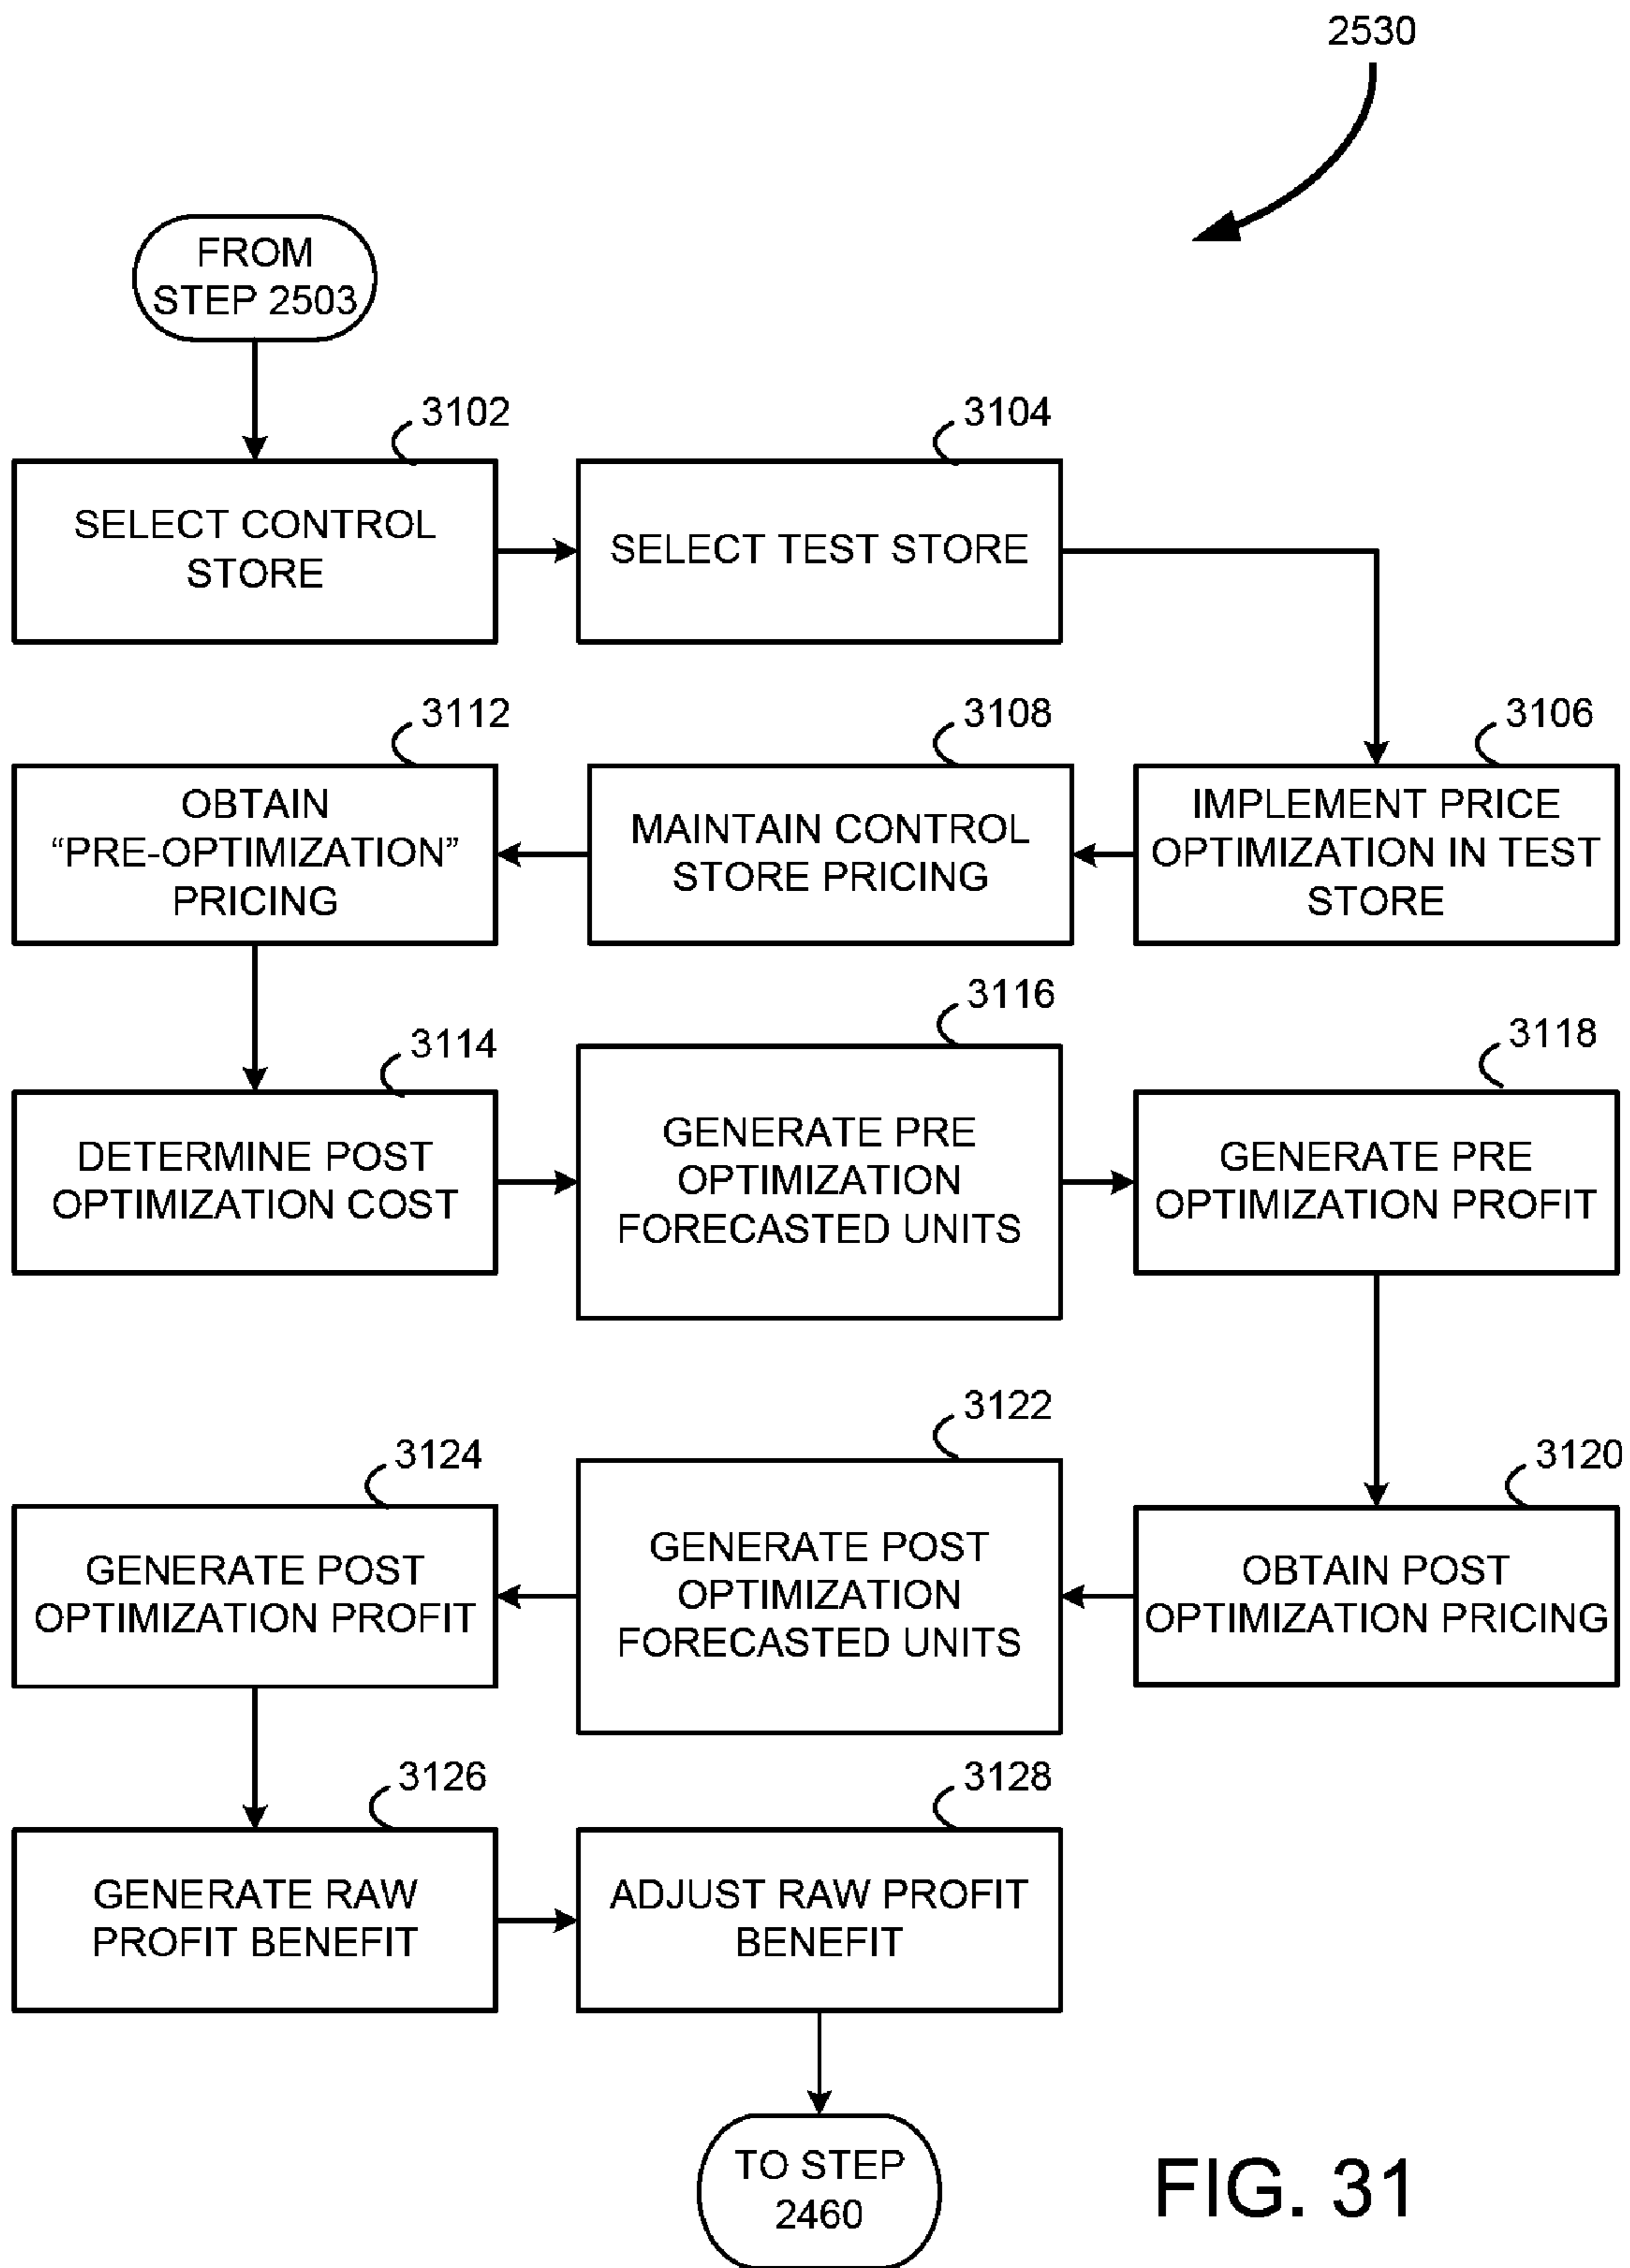 2530
FROM
STEP 2503
3102
SELECT CONTROL
STORE
3104
SELECT TEST STORE
3106
IMPLEMENT PRICE
OPTIMIZATION IN TEST
STORE
3108
MAINTAIN CONTROL
STORE PRICING
3112
OBTAIN
“PRE-OPTIMIZATION”
PRICING
3114
DETERMINE POST
OPTIMIZATION COST
3116
GENERATE PRE
OPTIMIZATION
FORECASTED UNITS
3118
GENERATE PRE
OPTIMIZATION PROFIT
3120
OBTAIN POST
OPTIMIZATION PRICING
3122
GENERATE POST
OPTIMIZATION
FORECASTED UNITS
3124
GENERATE POST
OPTIMIZATION PROFIT
3126
GENERATE RAW
PROFIT BENEFIT
3128
ADJUST RAW PROFIT
BENEFIT
TO STEP
2460
FIG. 31